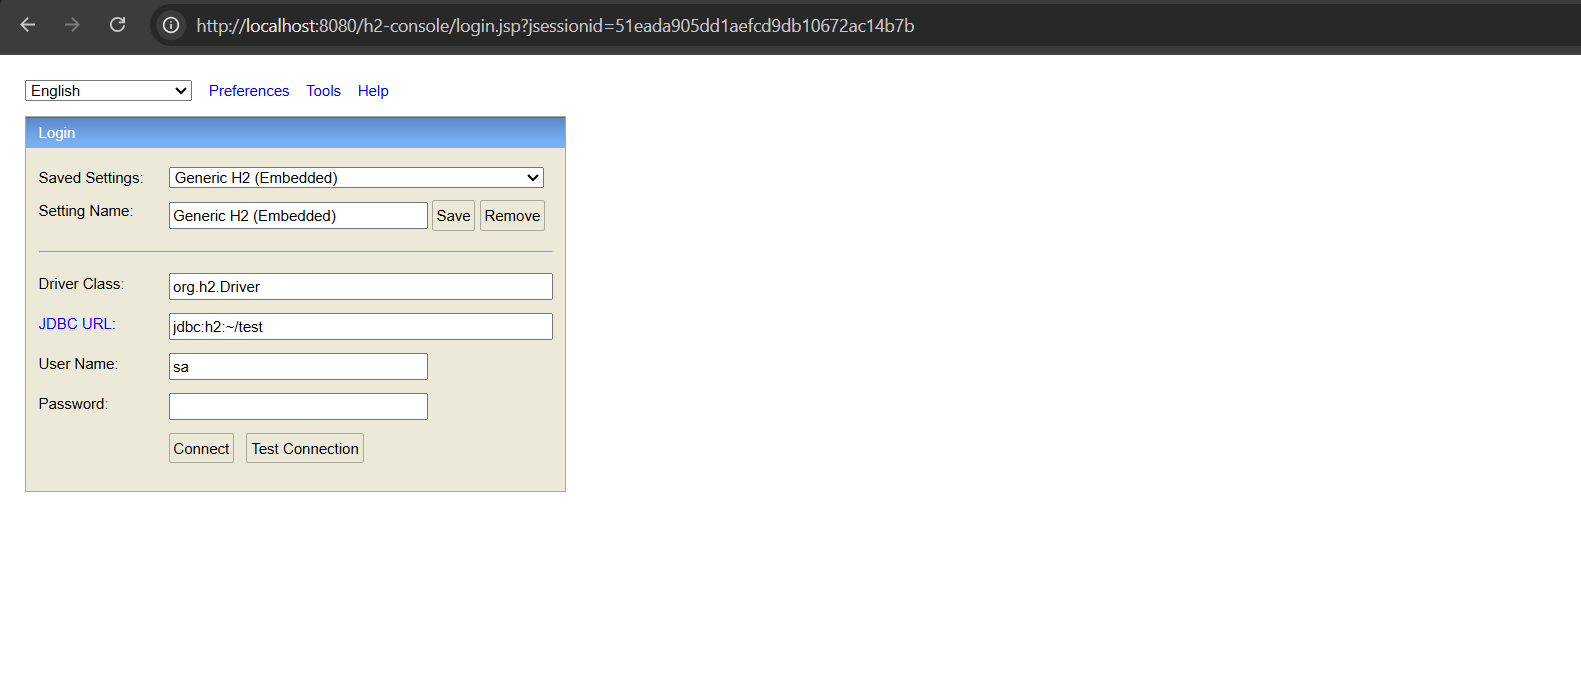 http://localhost:8080/h2-console/login.jsp?jsessionid=51eada905dd1aefcd9db10672ac14b7b
English Preferences Tools Help
Login
Saved Settings: Generic H2 (Embedded)
Setting Name: Generic H2 (Embedded) Save Remove
Driver Class: org.h2.Driver
JDBC URL: jdbc:h2:~/test
User Name: sa
Password:
Connect Test Connection